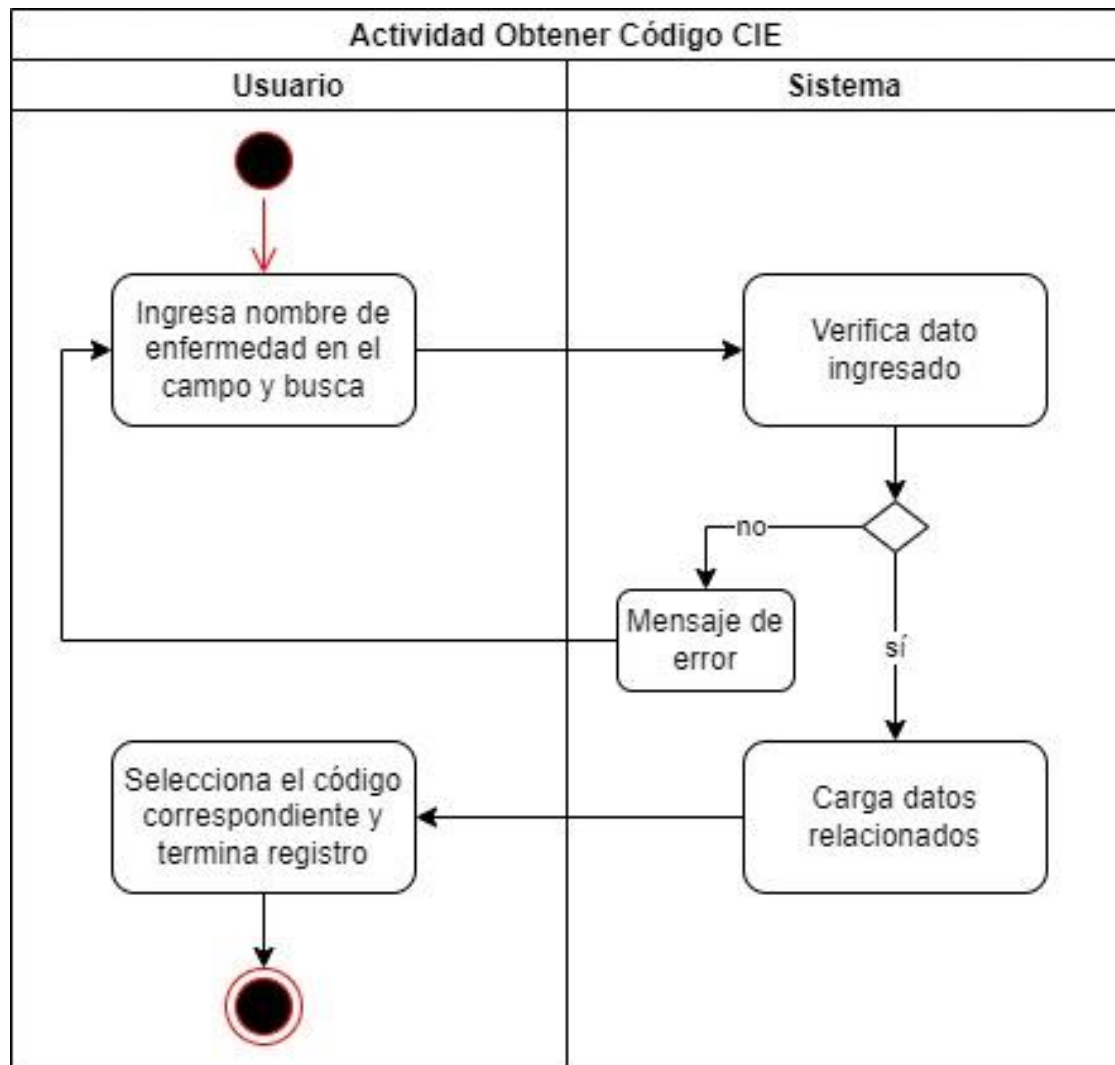 Actividad Obtener Código CIE
Usuario
Sistema
Ingresa nombre de
enfermedad en el
campo y busca
Verifica dato
ingresado
no
Mensaje de
error
sí
Selecciona el código
correspondiente y
termina registro
Carga datos
relacionados